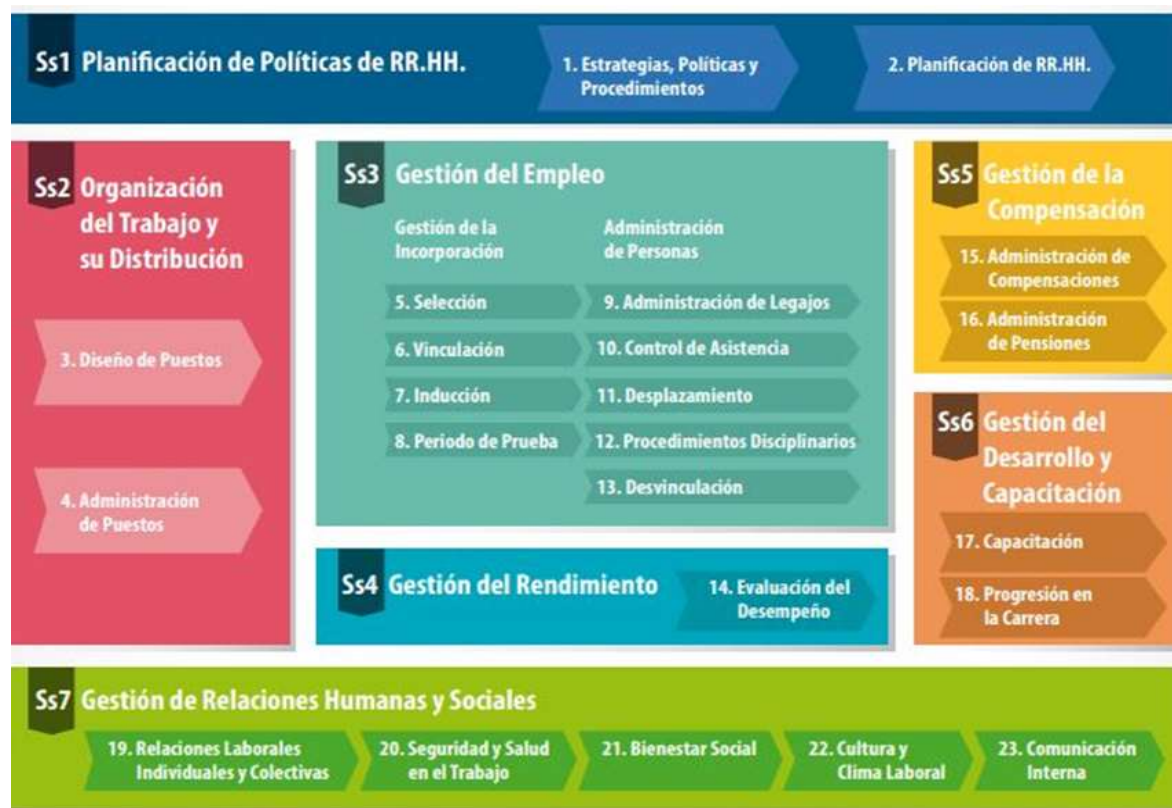 Ss1 Planificación de Políticas de RR.HH.
1. Estrategias, Políticas y
Procedimientos
2. Planificación de RR.HH.
Ss2 Organización
del Trabajo y
su Distribución
3. Diseño de Puestos
4. Administración
de Puestos
Ss3 Gestión del Empleo
Gestión de la
Incorporación
5. Selección
6. Vinculación
7. Inducción
8. Periodo de Prueba
Administración
de Personas
9. Administración de Legajos
10. Control de Asistencia
11. Desplazamiento
12. Procedimientos Disciplinarios
13. Desvinculación
Ss4 Gestión del Rendimiento
14. Evaluación del
Desempeño
Ss5 Gestión de la
Compensación
15. Administración de
Compensaciones
16. Administración
de Pensiones
Ss6 Gestión del
Desarrollo y
Capacitación
17. Capacitación
18. Progresión en
la Carrera
Ss7 Gestión de Relaciones Humanas y Sociales
19. Relaciones Laborales
Individuales y Colectivas
20. Seguridad y Salud
en el Trabajo
21. Bienestar Social
22. Cultura y
Clima Laboral
23. Comunicación
Interna